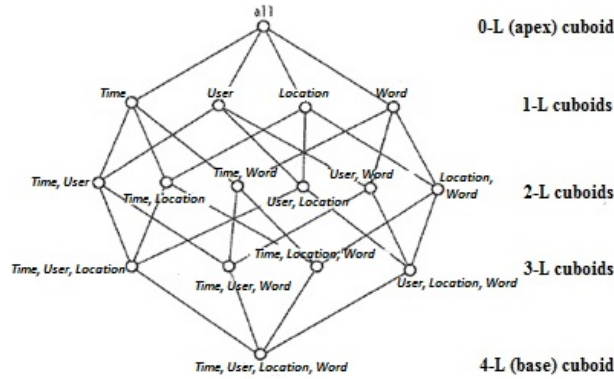 all
0-L (apex) cuboid
Time
User
Location
Word
1-L cuboids
Time, User
Time, Location
Time, Word
User, Location
User, Word
Location,
Word
2-L cuboids
Time, User, Location
Time, User, Word
Time, Location, Word
User, Location, Word
3-L cuboids
Time, User, Location, Word
4-L (base) cuboid